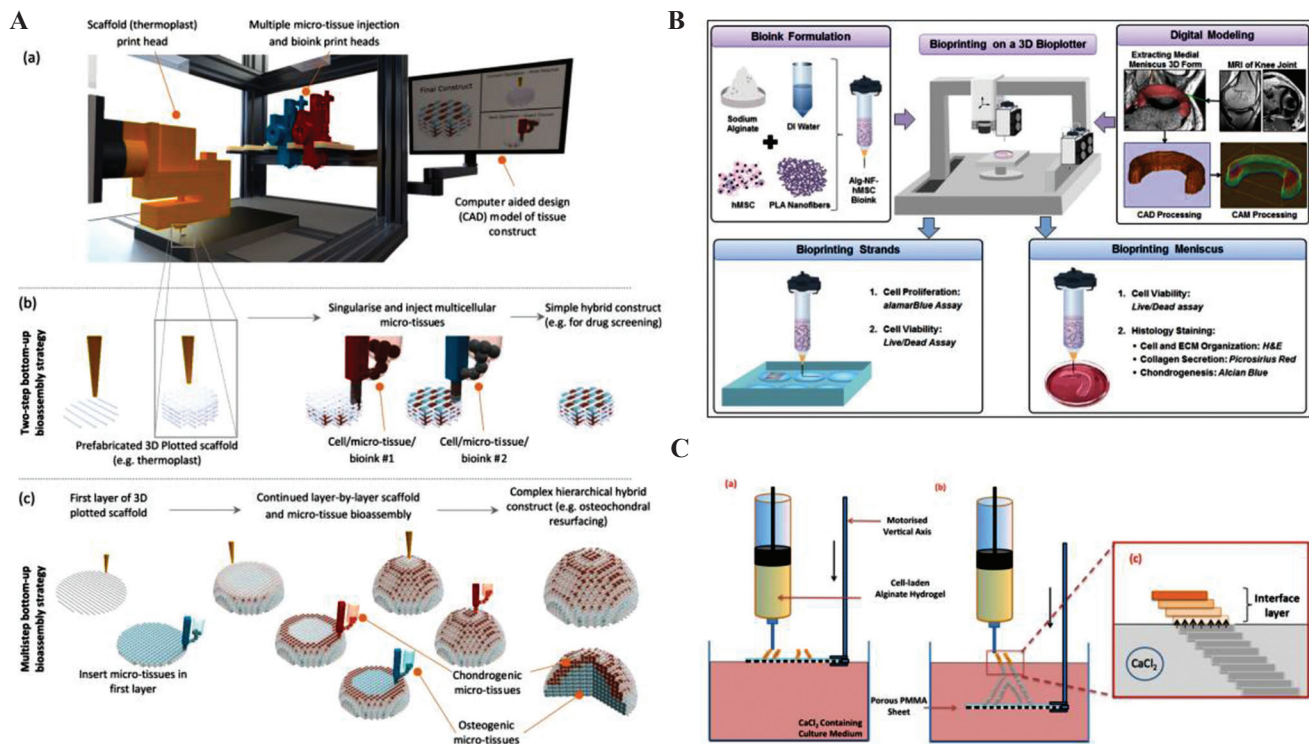 A
(a)
Scaffold (thermoplast)
print head
Multiple micro-tissue injection
and bioink print heads
Final Construct
Computer aided design
(CAD) model of tissue
construct
(b)
Two-step bottom-up
bioassembly strategy
Singularise and inject multicellular
micro-tissues
Simple hybrid construct
(e.g. for drug screening)
Prefabricated 3D Plotted scaffold
(e.g. thermoplast)
Cell/micro-tissue/
bioink #1
Cell/micro-tissue/
bioink #2
(c)
Multistep bottom-up
bioassembly strategy
First layer of 3D
plotted scaffold
Continued layer-by-layer scaffold
and micro-tissue bioassembly
Complex hierarchical hybrid
construct (e.g. osteochondral
resurfacing)
Insert micro-tissues in
first layer
Chondrogenic
micro-tissues
Osteogenic
micro-tissues
B
Bioink Formulation
Sodium
Alginate
DI Water
hMSC
PLA Nanofibers
Alg-NF-
hMSC
Bioink
Bioprinting on a 3D Bioplotter
Digital Modeling
Extracting Medial
Meniscus 3D Form
MRI of Knee Joint
CAD Processing
CAM Processing
Bioprinting Strands
1. Cell Proliferation:
alamarBlue Assay
2. Cell Viability:
Live/Dead Assay
Bioprinting Meniscus
1. Cell Viability:
Live/Dead assay
2. Histology Staining:
• Cell and ECM Organization: H&E
• Collagen Secretion: Picrosirius Red
• Chondrogenesis: Alcian Blue
C
(a)
Motorised
Vertical Axis
Cell-laden
Alginate Hydrogel
Porous PMMA
Sheet
CaCl2 Containing
Culture Medium
(b)
(c)
Interface
layer
CaCl2